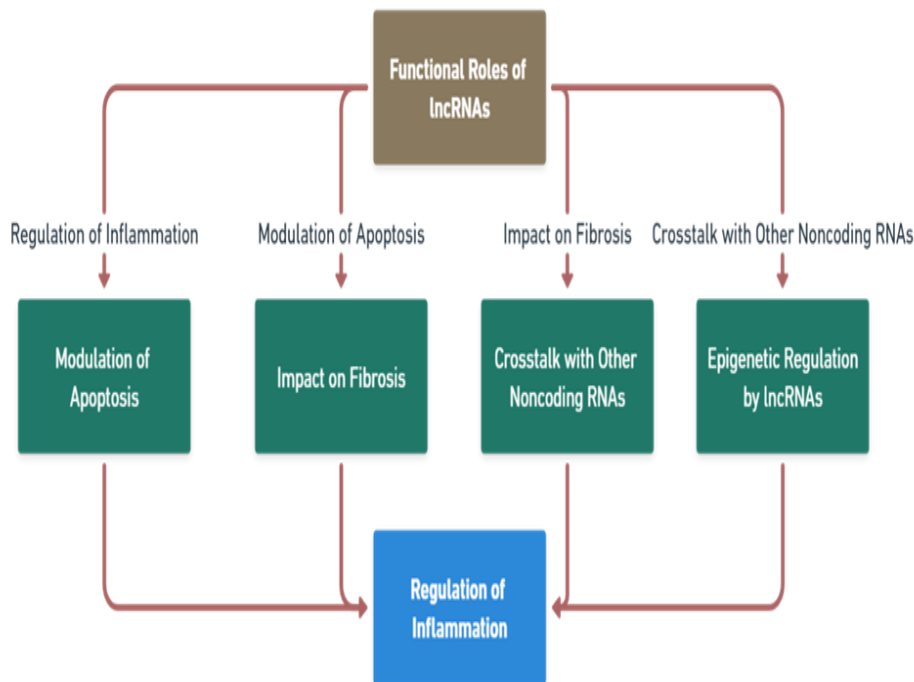 Functional Roles of
lncRNAs
Regulation of Inflammation
Modulation of Apoptosis
Impact on Fibrosis
Crosstalk with Other Noncoding RNAs
Modulation of
Apoptosis
Impact on Fibrosis
Crosstalk with Other
Noncoding RNAs
Epigenetic Regulation
by lncRNAs
Regulation of
Inflammation